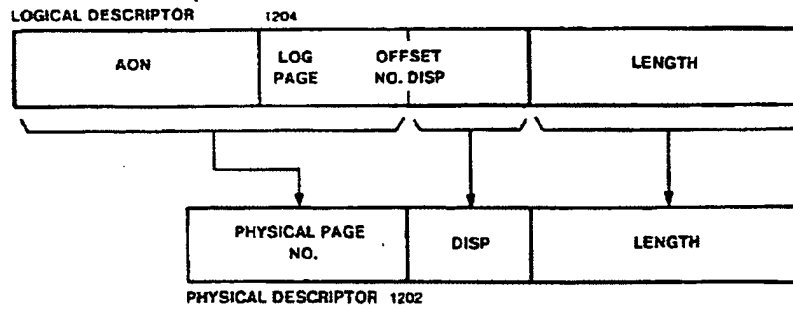 LOGICAL DESCRIPTOR 1204
AON
LOG OFFSET
PAGE NO. DISP
LENGTH
PHYSICAL PAGE
NO.
DISP
LENGTH
PHYSICAL DESCRIPTOR 1202